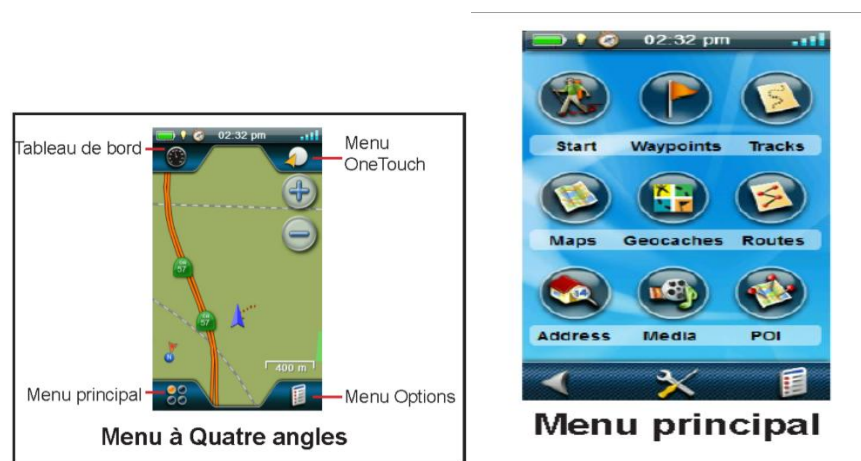 02:32 pm
Tableau de bord
Menu
OneTouch
57
57
N
400 m
Menu principal
Menu Options
Menu à Quatre angles
02:32 pm
Start Waypoints Tracks
Maps Geocaches Routes
Address Media POI
Menu principal